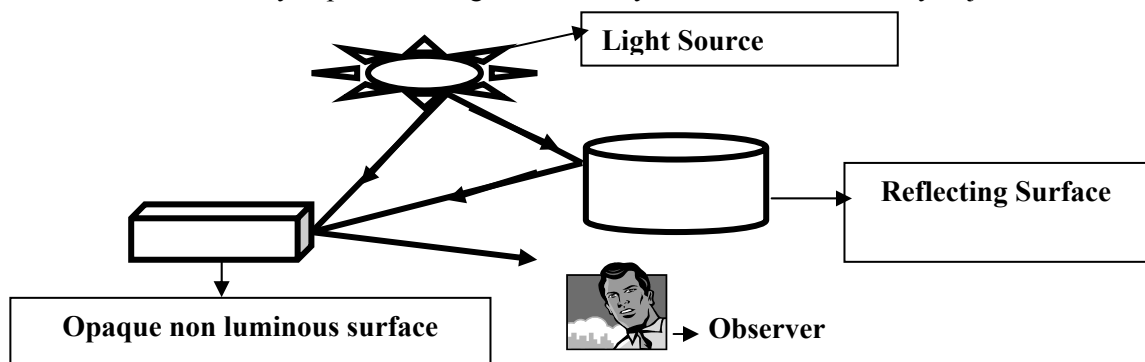 Light Source
Reflecting Surface
Opaque non luminous surface
Observer